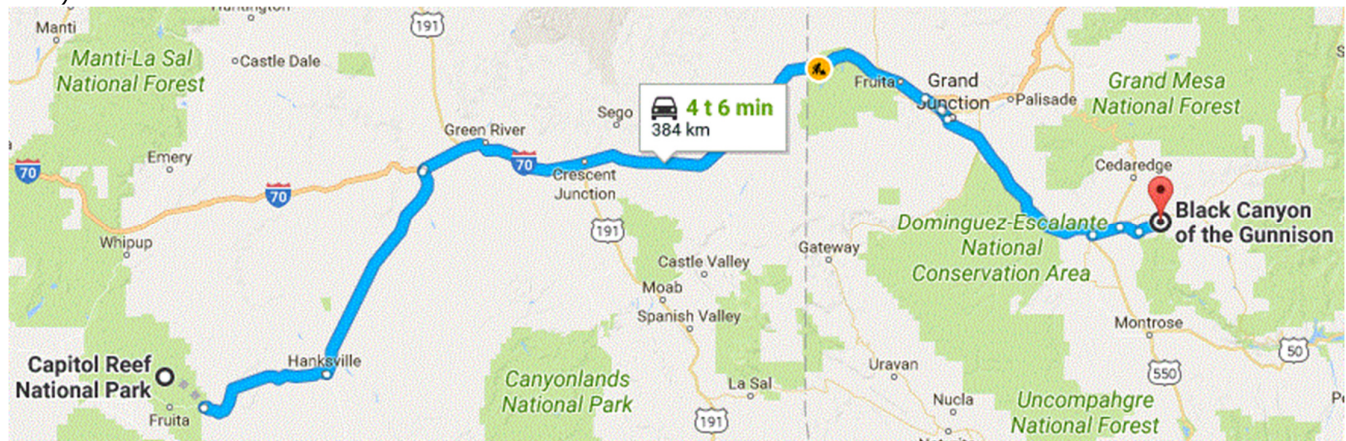 Huntington
Manti
191
Manti-La Sal
National Forest
Castle Dale
Fruita
Grand
Junction
Palisade
Grand Mesa
National Forest
4 t 6 min
384 km
Sego
Green River
Emery
70
70
70
Crescent
Junction
Cedaredge
Black Canyon
of the Gunnison
Whipup
191
Dominguez-Escalante
National
Conservation Area
Gateway
Castle Valley
Moab
Spanish Valley
Montrose
50
550
Capitol Reef
National Park
Hanksville
Fruita
Canyonlands
National Park
La Sal
191
Uravan
Nucla
Uncompahgre
National Forest